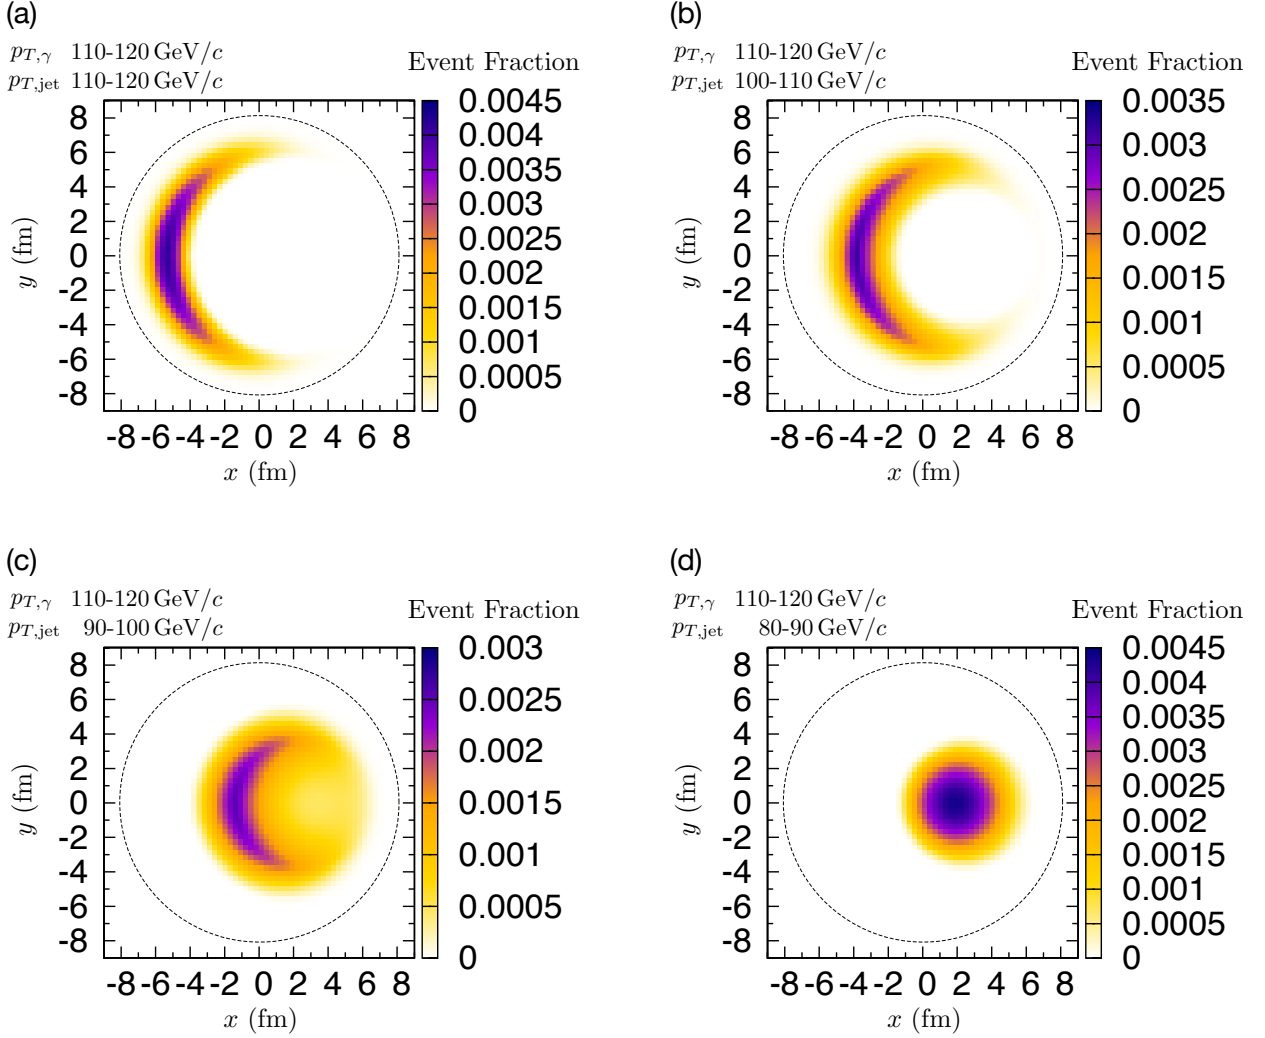 (a)
p_{T,γ} 110-120 GeV/c
p_{T,jet} 110-120 GeV/c
Event Fraction
0.0045
0.004
0.0035
0.003
0.0025
0.002
0.0015
0.001
0.0005
0
8
6
4
2
0
-2
-4
-6
-8
y (fm)
-8 -6 -4 -2 0 2 4 6 8
x (fm)
(b)
p_{T,γ} 110-120 GeV/c
p_{T,jet} 100-110 GeV/c
Event Fraction
0.0035
0.003
0.0025
0.002
0.0015
0.001
0.0005
0
8
6
4
2
0
-2
-4
-6
-8
y (fm)
-8 -6 -4 -2 0 2 4 6 8
x (fm)
(c)
p_{T,γ} 110-120 GeV/c
p_{T,jet} 90-100 GeV/c
Event Fraction
0.003
0.0025
0.002
0.0015
0.001
0.0005
0
8
6
4
2
0
-2
-4
-6
-8
y (fm)
-8 -6 -4 -2 0 2 4 6 8
x (fm)
(d)
p_{T,γ} 110-120 GeV/c
p_{T,jet} 80-90 GeV/c
Event Fraction
0.0045
0.004
0.0035
0.003
0.0025
0.002
0.0015
0.001
0.0005
0
8
6
4
2
0
-2
-4
-6
-8
y (fm)
-8 -6 -4 -2 0 2 4 6 8
x (fm)